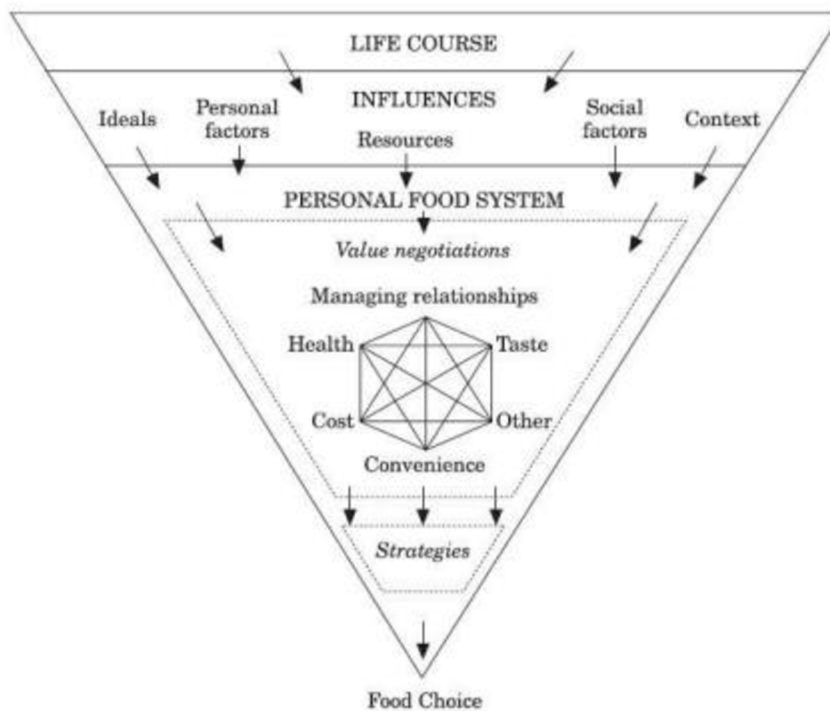 LIFE COURSE
INFLUENCES
Ideals
Personal
factors
Resources
Social
factors
Context
PERSONAL FOOD SYSTEM
Value negotiations
Managing relationships
Health
Taste
Cost
Other
Convenience
Strategies
Food Choice